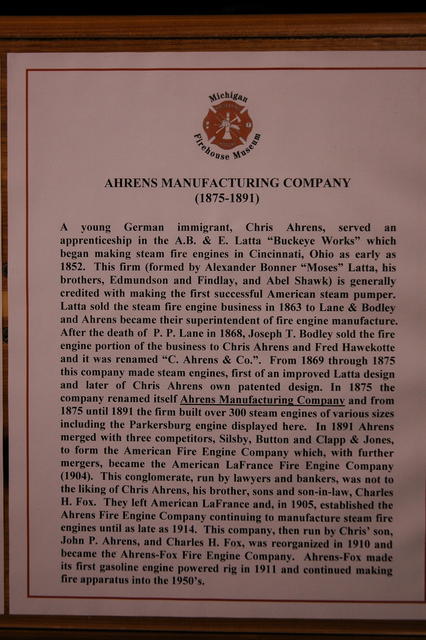 Michigan
Firehouse Museum
AHRENS MANUFACTURING COMPANY
(1875-1891)
A young German immigrant, Chris Ahrens, served an
apprenticeship in the A.B. & E. Latta “Buckeye Works” which
began making steam fire engines in Cincinnati, Ohio as early as
1852. This firm (formed by Alexander Bonner “Moses” Latta, his
brothers, Edmundson and Findlay, and Abel Shawk) is generally
credited with making the first successful American steam pumper.
Latta sold the steam fire engine business in 1863 to Lane & Bodley
and Ahrens became their superintendent of fire engine manufacture.
After the death of P. P. Lane in 1868, Joseph T. Bodley sold the fire
engine portion of the business to Chris Ahrens and Fred Hawekotte
and it was renamed “C. Ahrens & Co.”. From 1869 through 1875
this company made steam engines, first of an improved Latta design
and later of Chris Ahrens own patented design. In 1875 the
company renamed itself Ahrens Manufacturing Company and from
1875 until 1891 the firm built over 300 steam engines of various sizes
including the Parkersburg engine displayed here. In 1891 Ahrens
merged with three competitors, Silsby, Button and Clapp & Jones,
to form the American Fire Engine Company which, with further
mergers, became the American LaFrance Fire Engine Company
(1904). This conglomerate, run by lawyers and bankers, was not to
the liking of Chris Ahrens, his brother, sons and son-in-law, Charles
H. Fox. They left American LaFrance and, in 1905, established the
Ahrens Fire Engine Company continuing to manufacture steam fire
engines until as late as 1914. This company, then run by Chris’ son,
John P. Ahrens, and Charles H. Fox, was reorganized in 1910 and
became the Ahrens-Fox Fire Engine Company. Ahrens-Fox made
its first gasoline engine powered rig in 1911 and continued making
fire apparatus into the 1950’s.